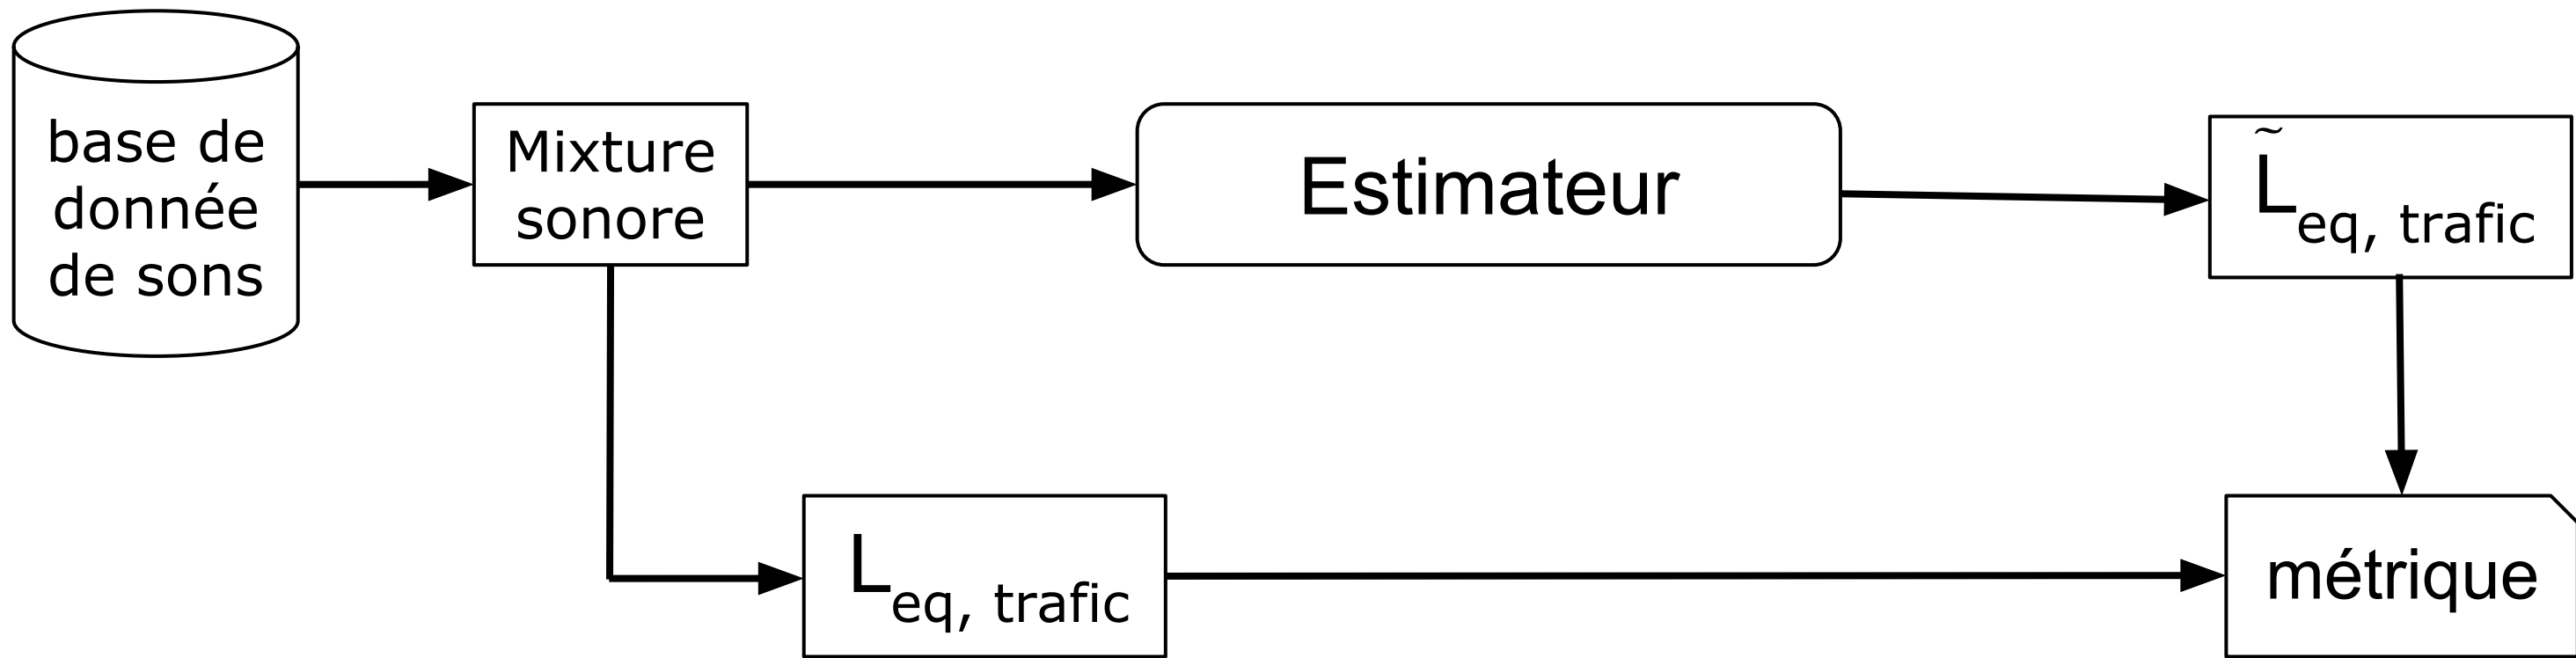 base de
donnée
de sons
Mixture
sonore
Estimateur
L̃eq, trafic
Leq, trafic
métrique